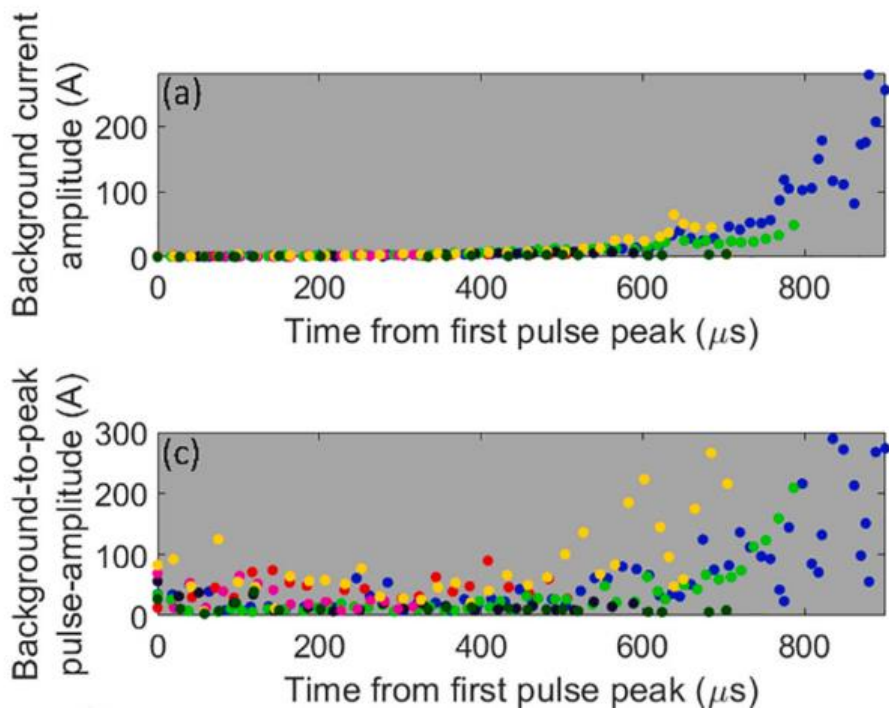 Background current
amplitude (A)
(a)
200
100
0
0 200 400 600 800
Time from first pulse peak (μs)
Background-to-peak
pulse-amplitude (A)
(c)
300
200
100
0
0 200 400 600 800
Time from first pulse peak (μs)